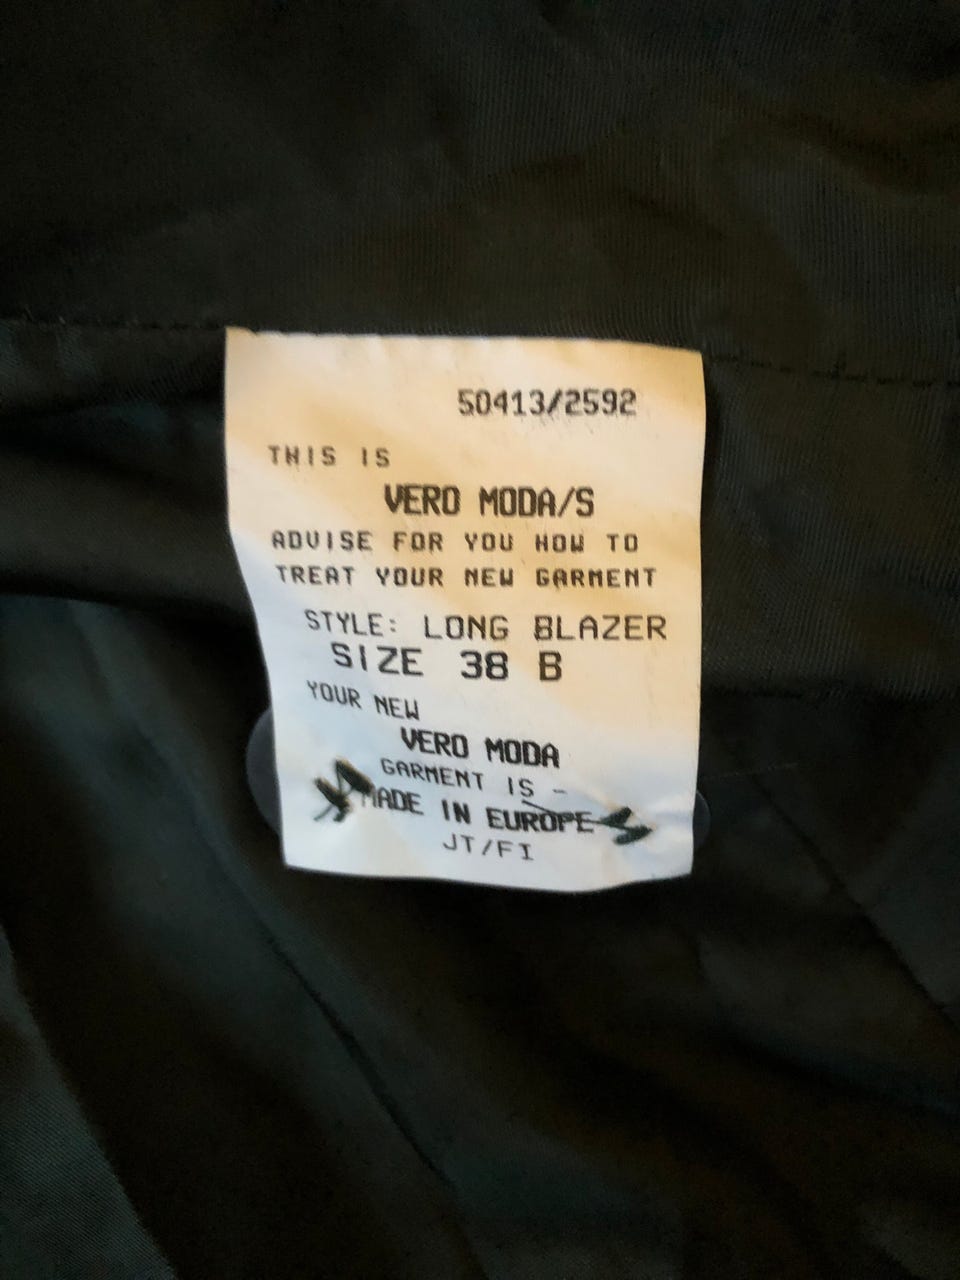 50413/2592
THIS IS
VERO MODA/S
ADVISE FOR YOU HOW TO
TREAT YOUR NEW GARMENT
STYLE: LONG BLAZER
SIZE 38 B
YOUR NEW
VERO MODA
GARMENT IS -
MADE IN EUROPE
JT/FI